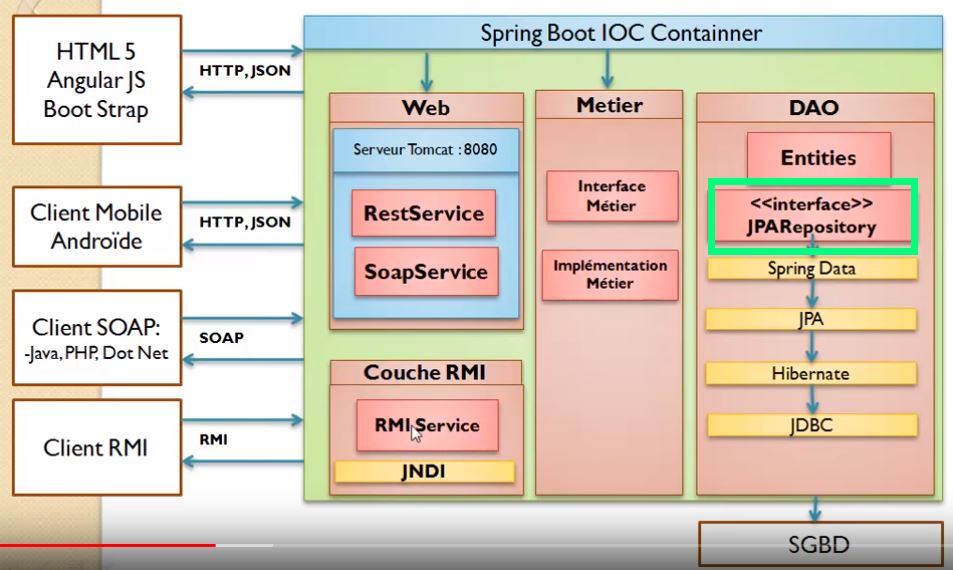 Spring Boot IOC Containner
HTML 5
Angular JS
Boot Strap
HTTP, JSON
Client Mobile
Androïde
HTTP, JSON
Client SOAP:
-Java, PHP, Dot Net
SOAP
Client RMI
RMI
Web
Serveur Tomcat : 8080
RestService
SoapService
Couche RMI
RMI Service
JNDI
Metier
Interface
Métier
Implémentation
Métier
DAO
Entities
<<interface>>
JPARepository
Spring Data
JPA
Hibernate
JDBC
SGBD